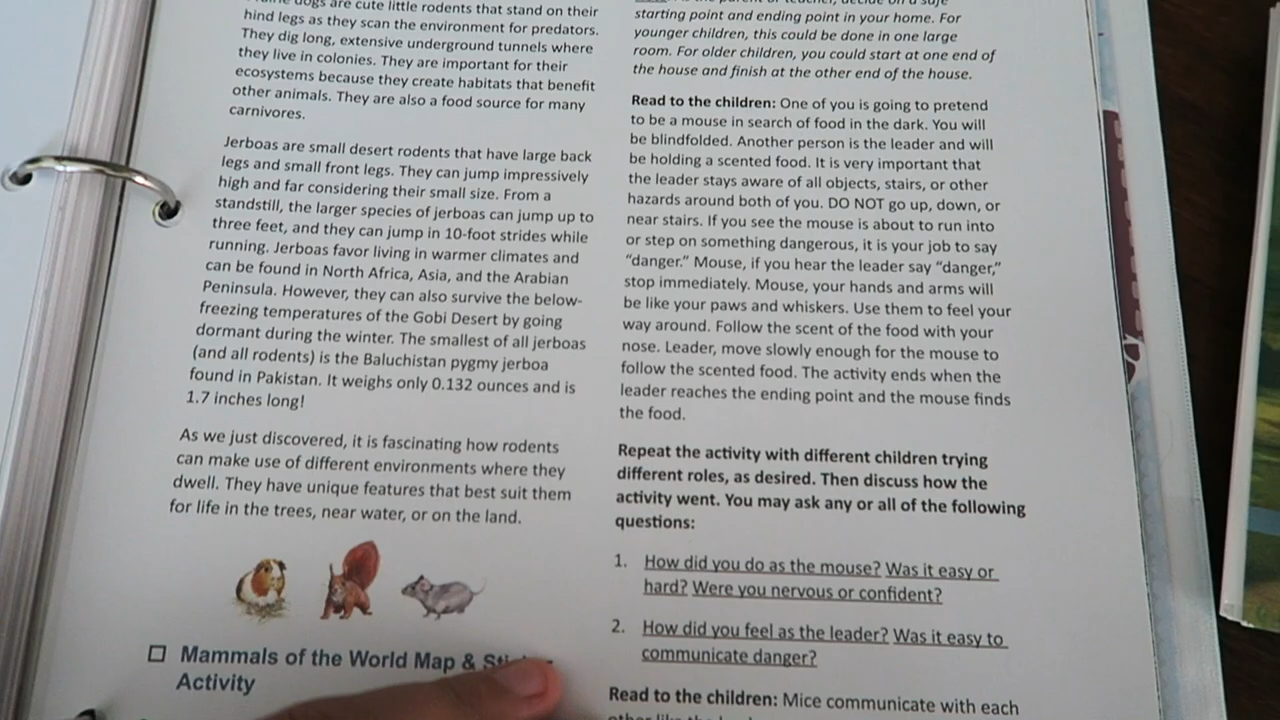 dogs are cute little rodents that stand on their
hind legs as they scan the environment for predators.
They dig long, extensive underground tunnels where
they live in colonies. They are important for their
ecosystems because they create habitats that benefit
other animals. They are also a food source for many
carnivores.
Jerboas are small desert rodents that have large back
legs and small front legs. They can jump impressively
high and far considering their small size. From a
standstill, the larger species of jerboas can jump up to
three feet, and they can jump in 10-foot strides while
running. Jerboas favor living in warmer climates and
can be found in North Africa, Asia, and the Arabian
Peninsula. However, they can also survive the below-
freezing temperatures of the Gobi Desert by going
dormant during the winter. The smallest of all jerboas
(and all rodents) is the Baluchistan pygmy jerboa
found in Pakistan. It weighs only 0.132 ounces and is
1.7 inches long!
As we just discovered, it is fascinating how rodents
can make use of different environments where they
dwell. They have unique features that best suit them
for life in the trees, near water, or on the land.
Mammals of the World Map &
Activity
starting point and ending point in your home. For
younger children, this could be done in one large
room. For older children, you could start at one end of
the house and finish at the other end of the house.
Read to the children: One of you is going to pretend
to be a mouse in search of food in the dark. You will
be blindfolded. Another person is the leader and will
be holding a scented food. It is very important that
the leader stays aware of all objects, stairs, or other
hazards around both of you. DO NOT go up, down, or
near stairs. If you see the mouse is about to run into
or step on something dangerous, it is your job to say
“danger.” Mouse, if you hear the leader say “danger,”
stop immediately. Mouse, your hands and arms will
be like your paws and whiskers. Use them to feel your
way around. Follow the scent of the food with your
nose. Leader, move slowly enough for the mouse to
follow the scented food. The activity ends when the
leader reaches the ending point and the mouse finds
the food.
Repeat the activity with different children trying
different roles, as desired. Then discuss how the
activity went. You may ask any or all of the following
questions:
1. How did you do as the mouse? Was it easy or
hard? Were you nervous or confident?
2. How did you feel as the leader? Was it easy to
communicate danger?
Read to the children: Mice communicate with each